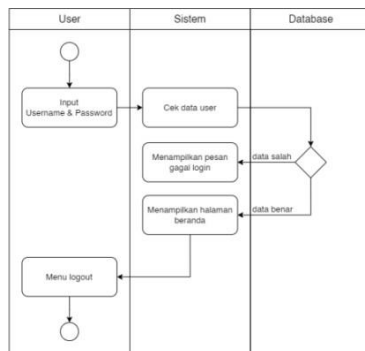 User
Sistem
Database
Input
Username & Password
Cek data user
Menampilkan pesan
gagal login
data salah
Menampilkan halaman
beranda
data benar
Menu logout